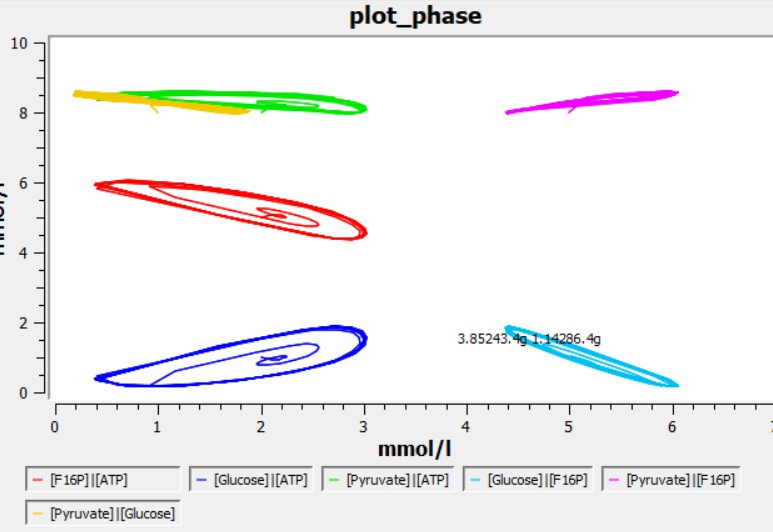 plot_phase
10
8
6
4
2
0
3.85243.4g 1.14286.4g
0 1 2 3 4 5 6 7
mmol/l
[F16P]|[ATP] [Glucose]|[ATP] [Pyruvate]|[ATP] [Glucose]|[F16P] [Pyruvate]|[F16P]
[Pyruvate]|[Glucose]